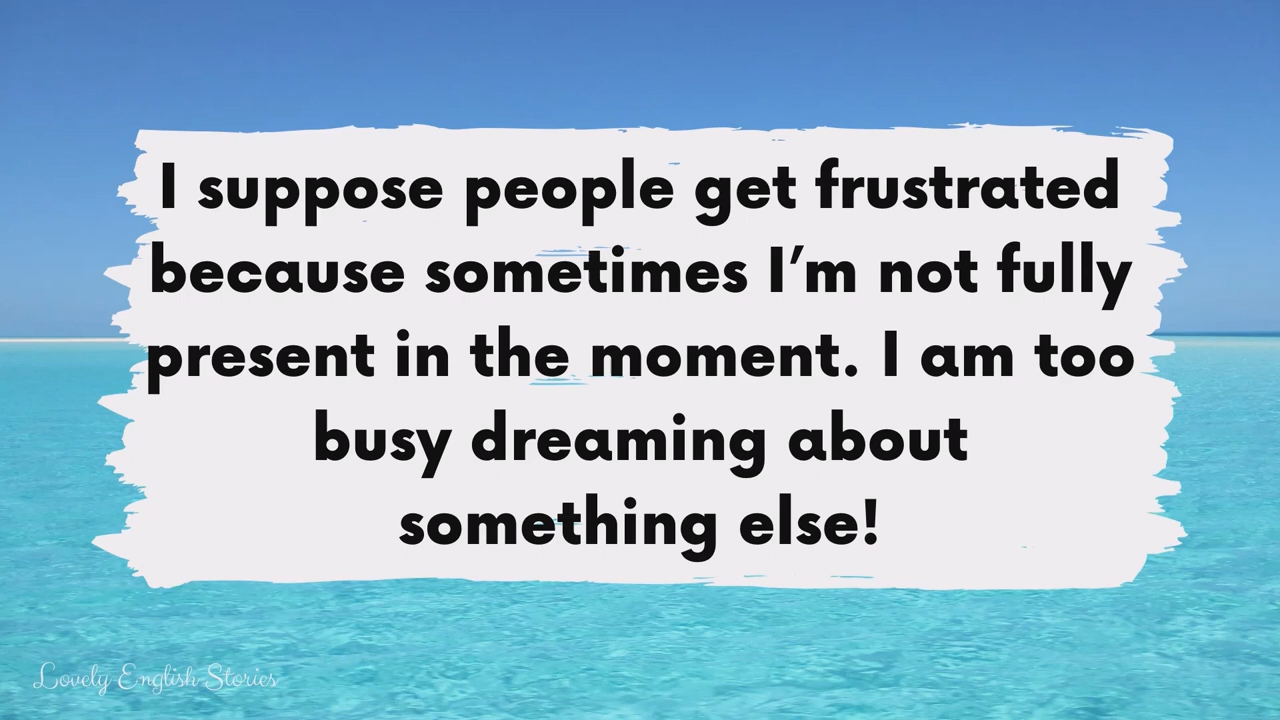 I suppose people get frustrated
because sometimes I’m not fully
present in the moment. I am too
busy dreaming about
something else!
Lovely English Stories